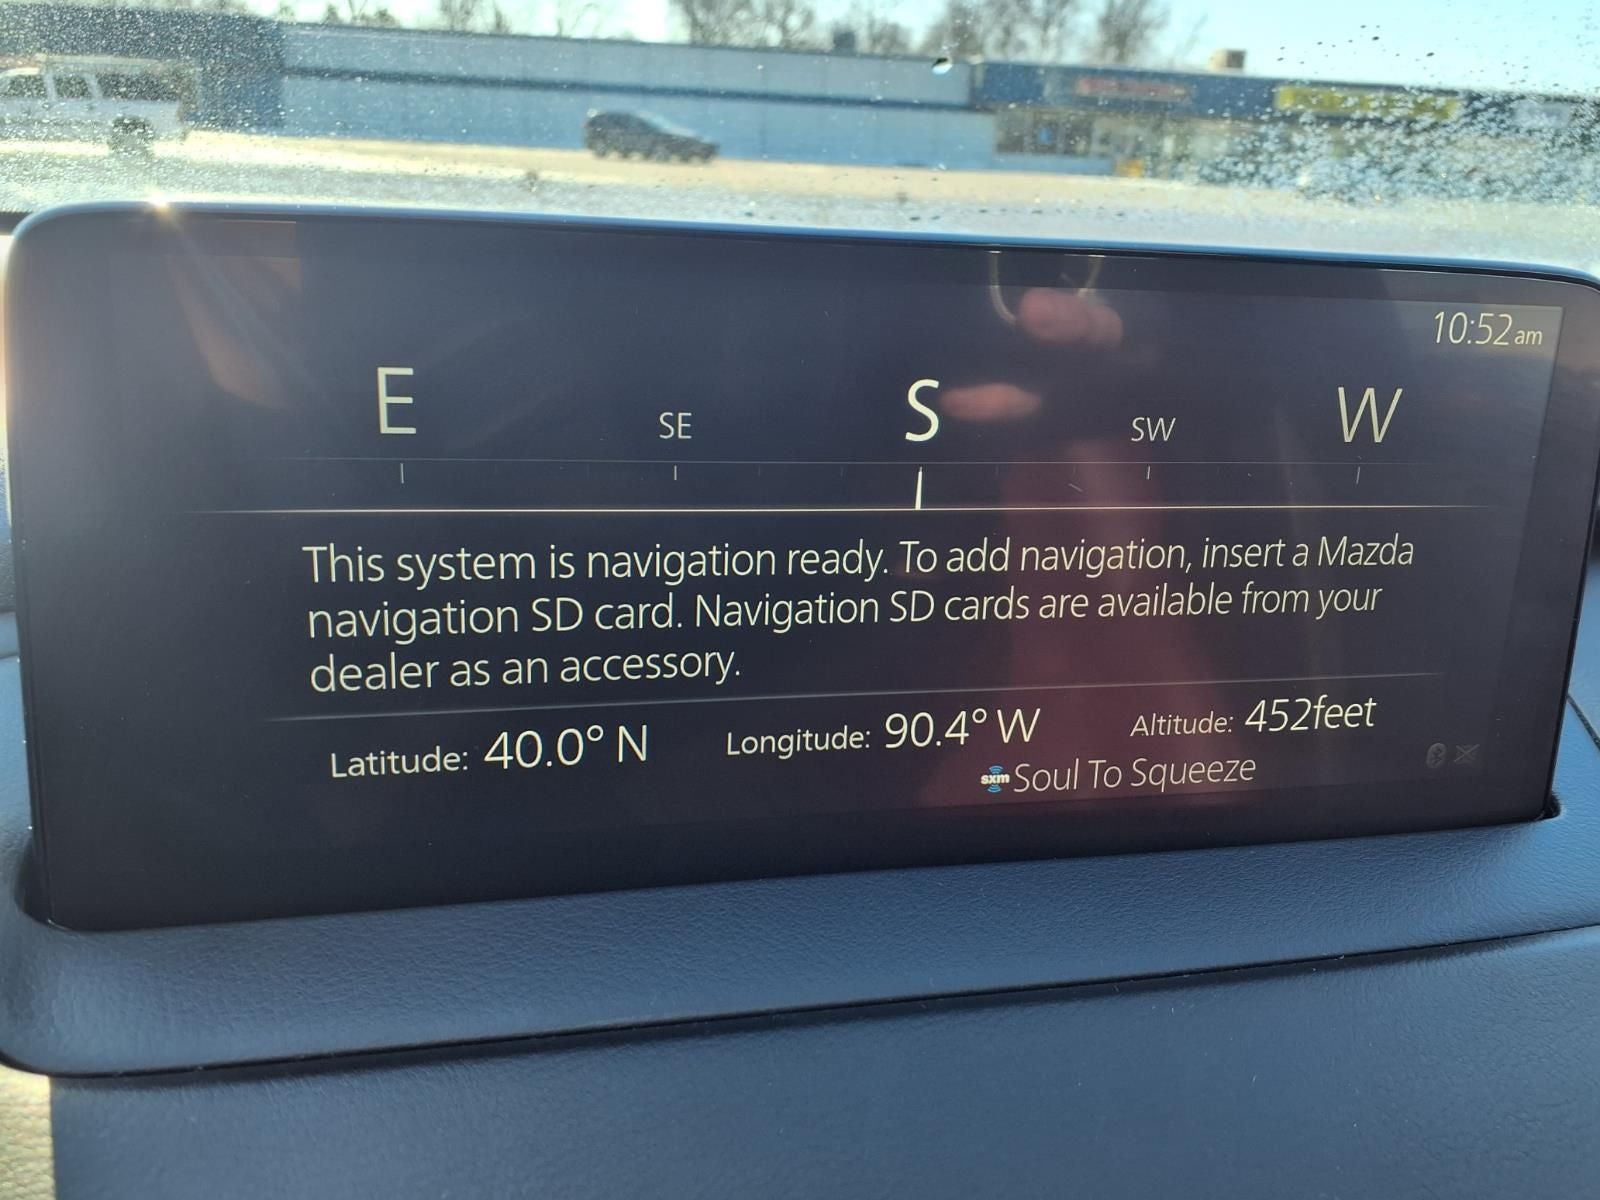 10:52am
E SE S SW W
This system is navigation ready. To add navigation, insert a Mazda
navigation SD card. Navigation SD cards are available from your
dealer as an accessory.
Latitude: 40.0° N Longitude: 90.4° W Altitude: 452feet
sxm Soul To Squeeze